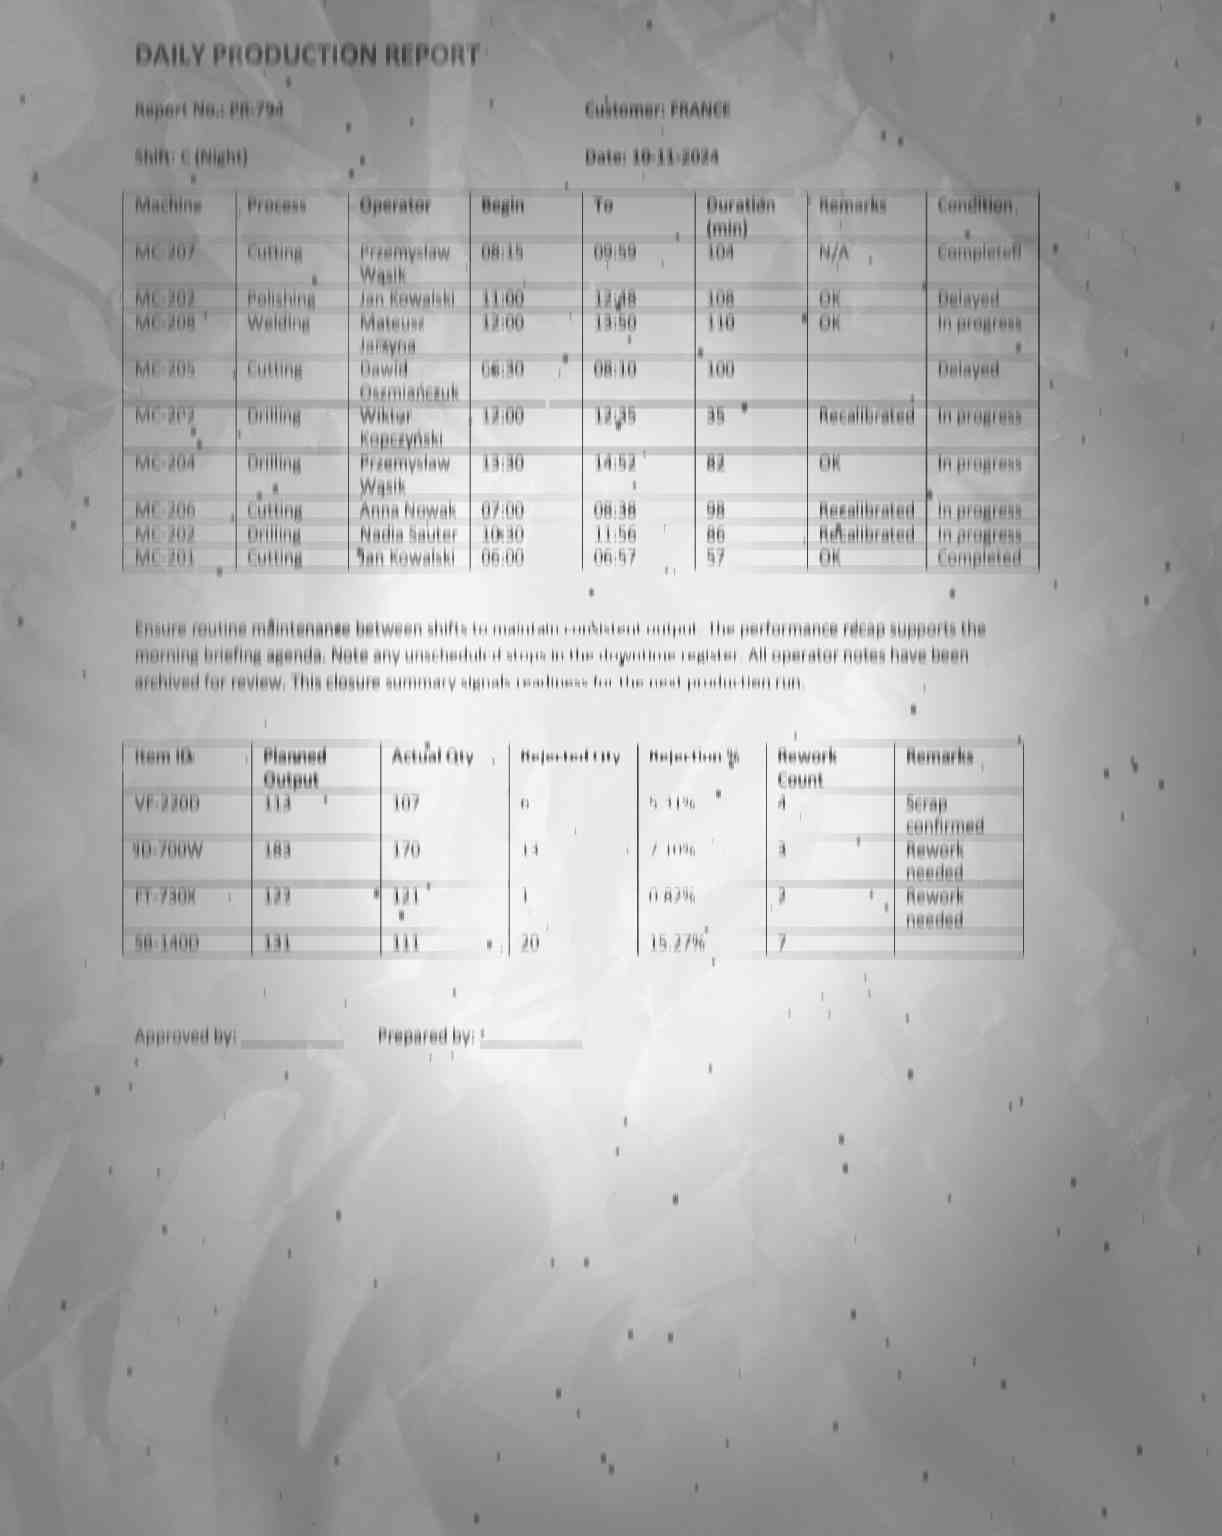 DAILY PRODUCTION REPORT
Report No.: PR-794 Customer: FRANCE
Shift: C (Night) Date: 10-11-2024
Machine Process Operator Begin To Duration Remarks Condition
(min)
MC-207 Cutting Przemysław 08:15 09:59 104 N/A Completed
Wąsik
MC-202 Polishing Jan Kowalski 11:00 12:48 108 OK Delayed
MC-208 Welding Mateusz 12:00 13:50 110 OK In progress
Jarzyna
MC-205 Cutting Dawid 06:30 08:10 100 Delayed
Oszmiańczuk
MC-202 Drilling Wiktor 12:00 12:35 35 Recalibrated In progress
Kopczyński
MC-204 Drilling Przemysław 13:30 14:52 82 OK In progress
Wąsik
MC-206 Cutting Anna Nowak 07:00 08:38 98 Recalibrated In progress
MC-202 Drilling Nadia Sauter 10:30 11:56 86 Recalibrated In progress
MC-201 Cutting Jan Kowalski 06:00 06:57 57 OK Completed
Ensure routine maintenance between shifts to maintain consistent output. The performance recap supports the
morning briefing agenda. Note any unscheduled stops in the downtime register. All operator notes have been
archived for review. This closure summary signals readiness for the next production run.
Item ID Planned Actual Qty Rejected Qty Rejection % Rework Remarks
Output Count
VF-220D 113 107 6 5.31% 4 Scrap
confirmed
9D-700W 183 170 13 7.10% 3 Rework
needed
FT-730X 122 121 1 0.82% 2 Rework
needed
SB-140D 131 111 20 15.27% 7
Approved by: Prepared by: